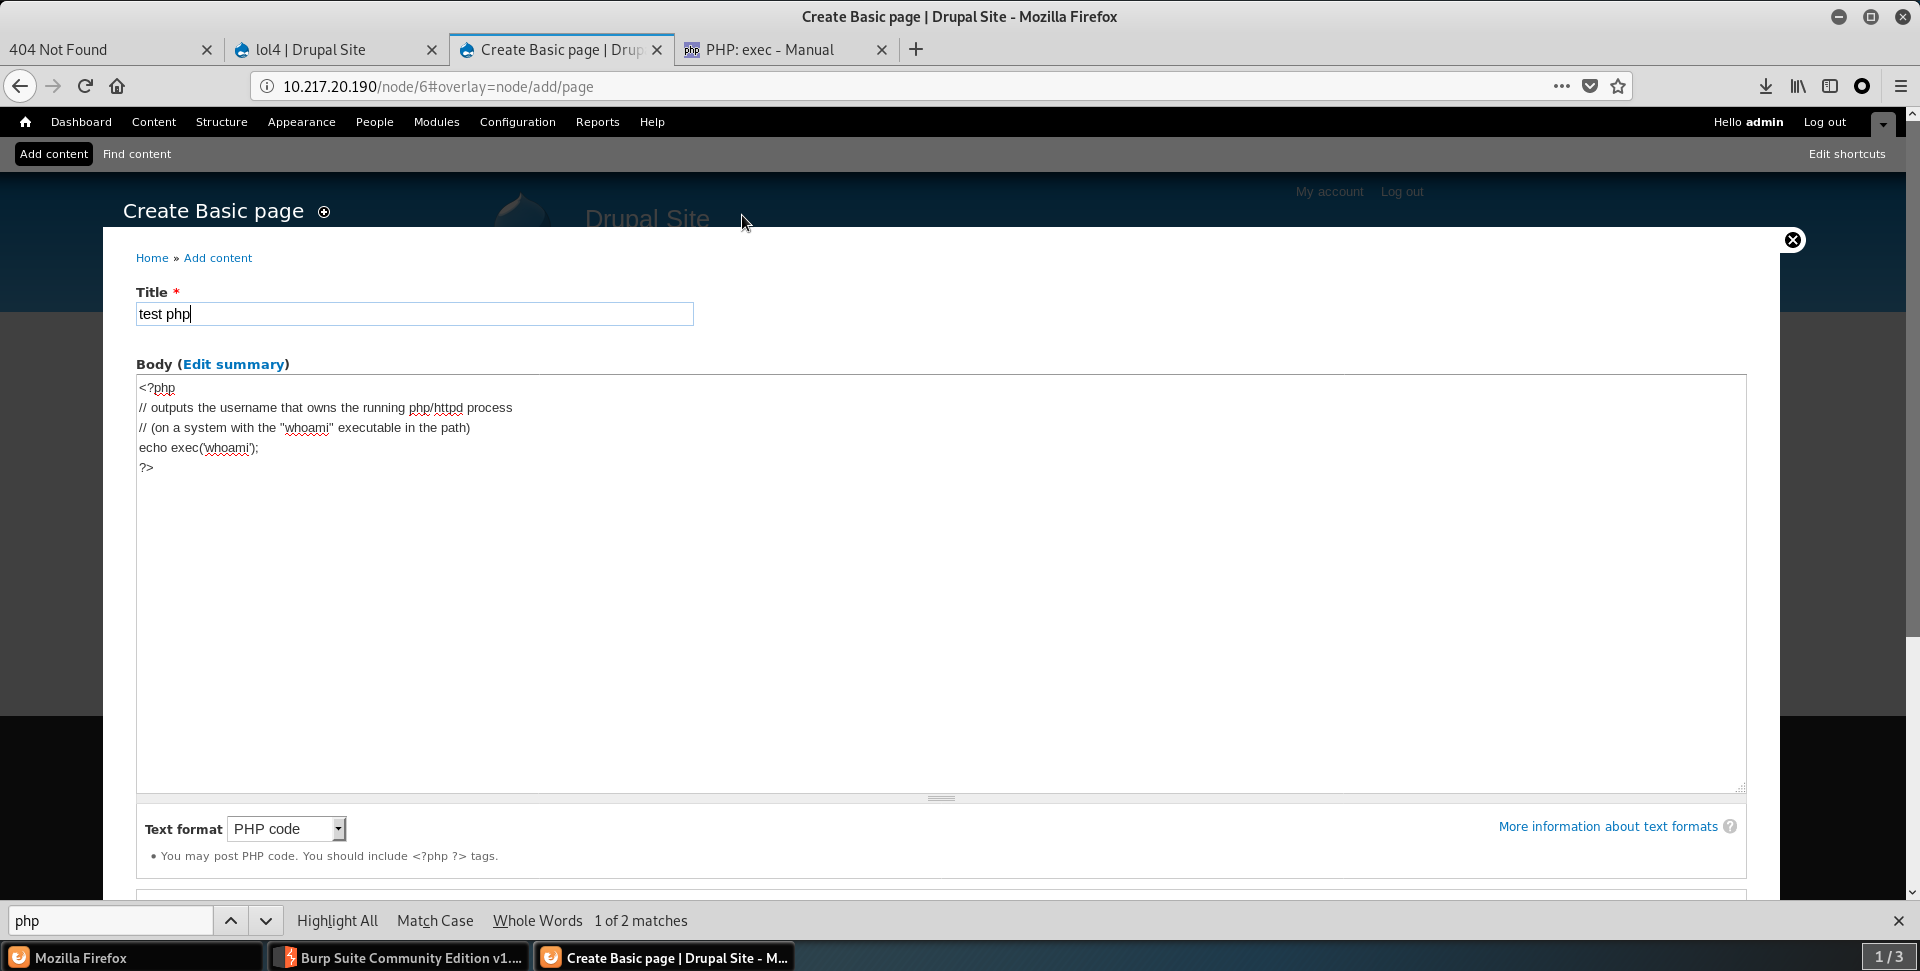 Create Basic page | Drupal Site - Mozilla Firefox
404 Not Found
lol4 | Drupal Site
Create Basic page | Drup
php PHP: exec - Manual
10.217.20.190/node/6#overlay=node/add/page
Dashboard Content Structure Appearance People Modules Configuration Reports Help Hello admin Log out
Add content Find content Edit shortcuts
My account Log out
Create Basic page
Drupal Site
Home » Add content
Title *
test php
Body (Edit summary)
<?php
// outputs the username that owns the running php/httpd process
// (on a system with the "whoami" executable in the path)
echo exec('whoami');
?>
Text format PHP code More information about text formats ?
• You may post PHP code. You should include <?php ?> tags.
php Highlight All Match Case Whole Words 1 of 2 matches
Mozilla Firefox Burp Suite Community Edition v1.... Create Basic page | Drupal Site - M... 1 / 3